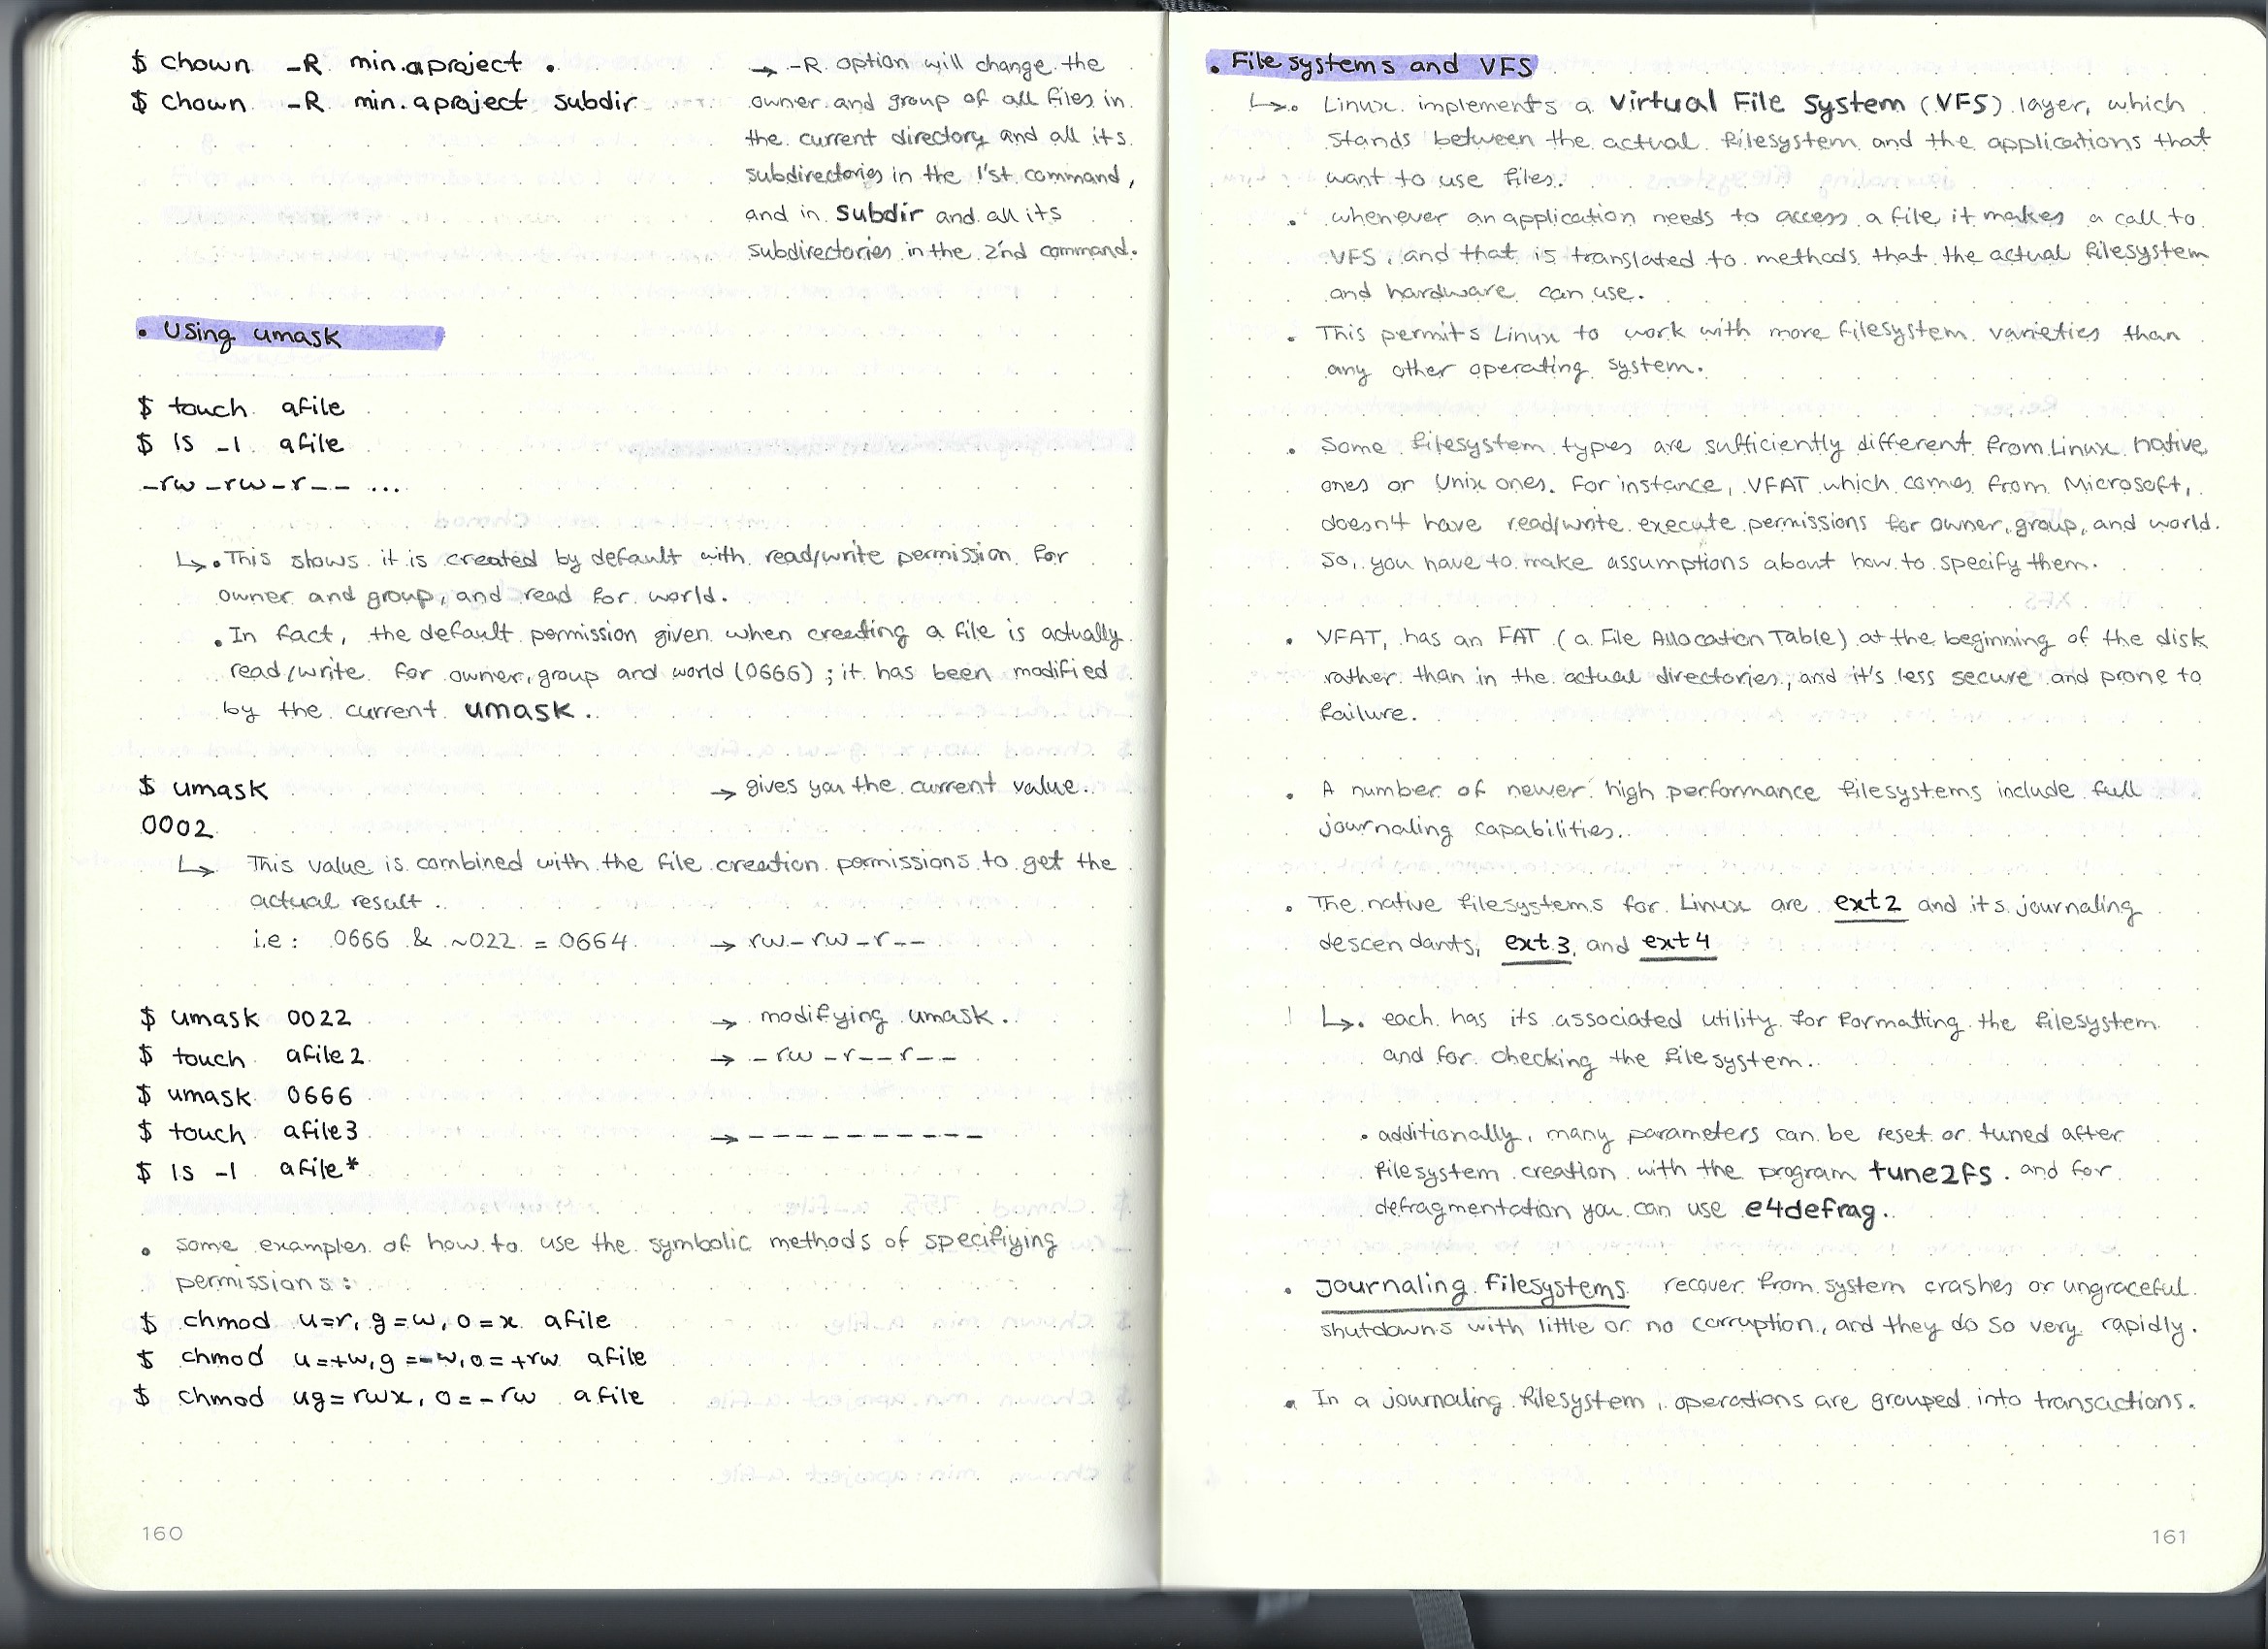 $ chown -R min.aproject .
→ -R option will change the
$ chown -R min.aproject subdir
owner and group of all files in
the current directory and all its
subdirectories in the 1'st command,
and in subdir and all its
subdirectories in the 2'nd command.
• Using umask
$ touch afile
$ ls -l afile
-rw-rw-r-- ...
↳ • This shows it is created by default with read/write permission for
owner and group, and read for world.
• In fact, the default permission given when creating a file is actually
read/write for owner, group and world (0666); it has been modified
by the current umask.
$ umask → gives you the current value.
0002
↳ This value is combined with the file creation permissions to get the
actual result.
i.e: 0666 & ~022 = 0664 → rw-rw-r--
$ umask 0022 → modifying umask.
$ touch afile2 → -rw-r--r--
$ umask 0666
$ touch afile3 → ----------
$ ls -l afile*
• some examples of how to use the symbolic methods of specifiying
permissions:
$ chmod u=r, g=w, o=x afile
$ chmod u=+w, g=-w, o=+rw afile
$ chmod ug=rwx, o=-rw afile
160
• File systems and VFS
↳ • Linux implements a Virtual File System (VFS) layer, which
stands between the actual filesystem and the applications that
want to use files.
• whenever an application needs to access a file it makes a call to
VFS, and that is translated to methods that the actual filesystem
and hardware can use.
• This permits Linux to work with more filesystem varieties than
any other operating system.
• Some filesystem types are sufficiently different from Linux native
ones or Unix ones. For instance, VFAT which comes from Microsoft,
doesn't have read/write execute permissions for owner, group, and world.
So, you have to make assumptions about how to specify them.
• VFAT, has an FAT (a File Allocation Table) at the beginning of the disk
rather than in the actual directories, and it's less secure and prone to
failure.
• A number of newer high performance filesystems include full
journaling capabilities.
• The native filesystems for Linux are ext2 and its journaling
descendants, ext3, and ext4
↳ • each has its associated utility for formatting the filesystem
and for checking the filesystem.
• additionally, many parameters can be reset or tuned after
filesystem creation with the program tune2fs. and for
defragmentation you can use e4defrag.
• Journaling filesystems recover from system crashes or ungraceful
shutdowns with little or no corruption, and they do so very rapidly.
• In a journaling filesystem, operations are grouped into transactions.
161